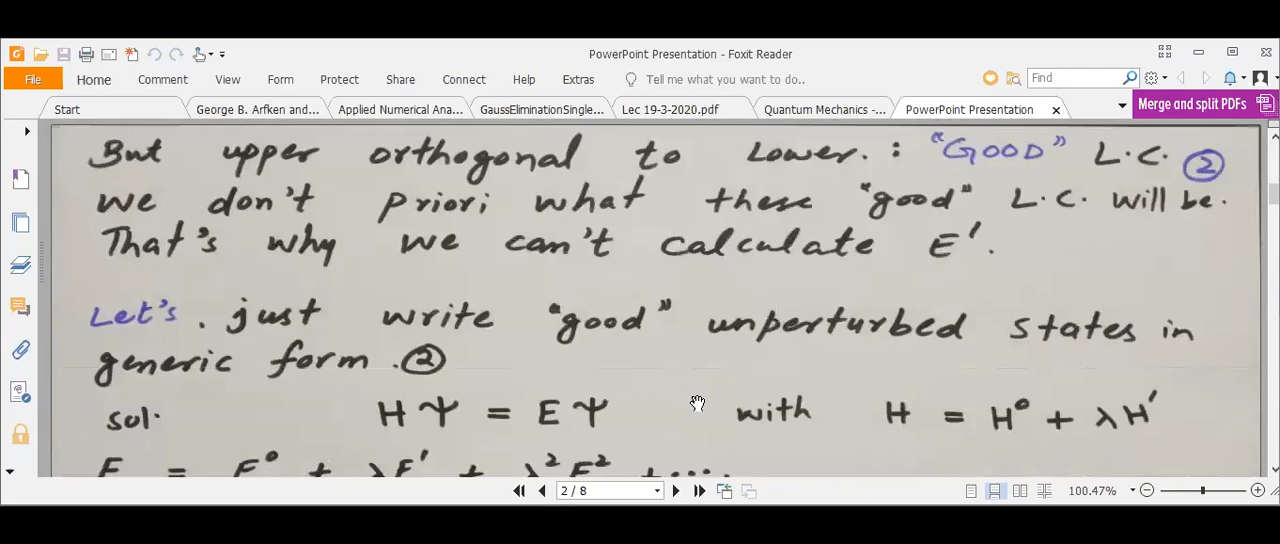 PowerPoint Presentation - Foxit Reader
File Home Comment View Form Protect Share Connect Help Extras Tell me what you want to do.. Find
Start George B. Arfken and... Applied Numerical Ana... GaussEliminationSingle... Lec 19-3-2020.pdf Quantum Mechanics -... PowerPoint Presentation Merge and split PDFs
But upper orthogonal to Lower. : "GOOD" L.C. ②
we don't priori what these "good" L.C. will be.
That's why we can't calculate E'.
Let's. just write "good" unperturbed states in
generic form. ②
sol. HΨ = EΨ with H = H⁰ + λH'
E = E⁰ + λE' + λ²E² + ....
2 / 8 100.47%